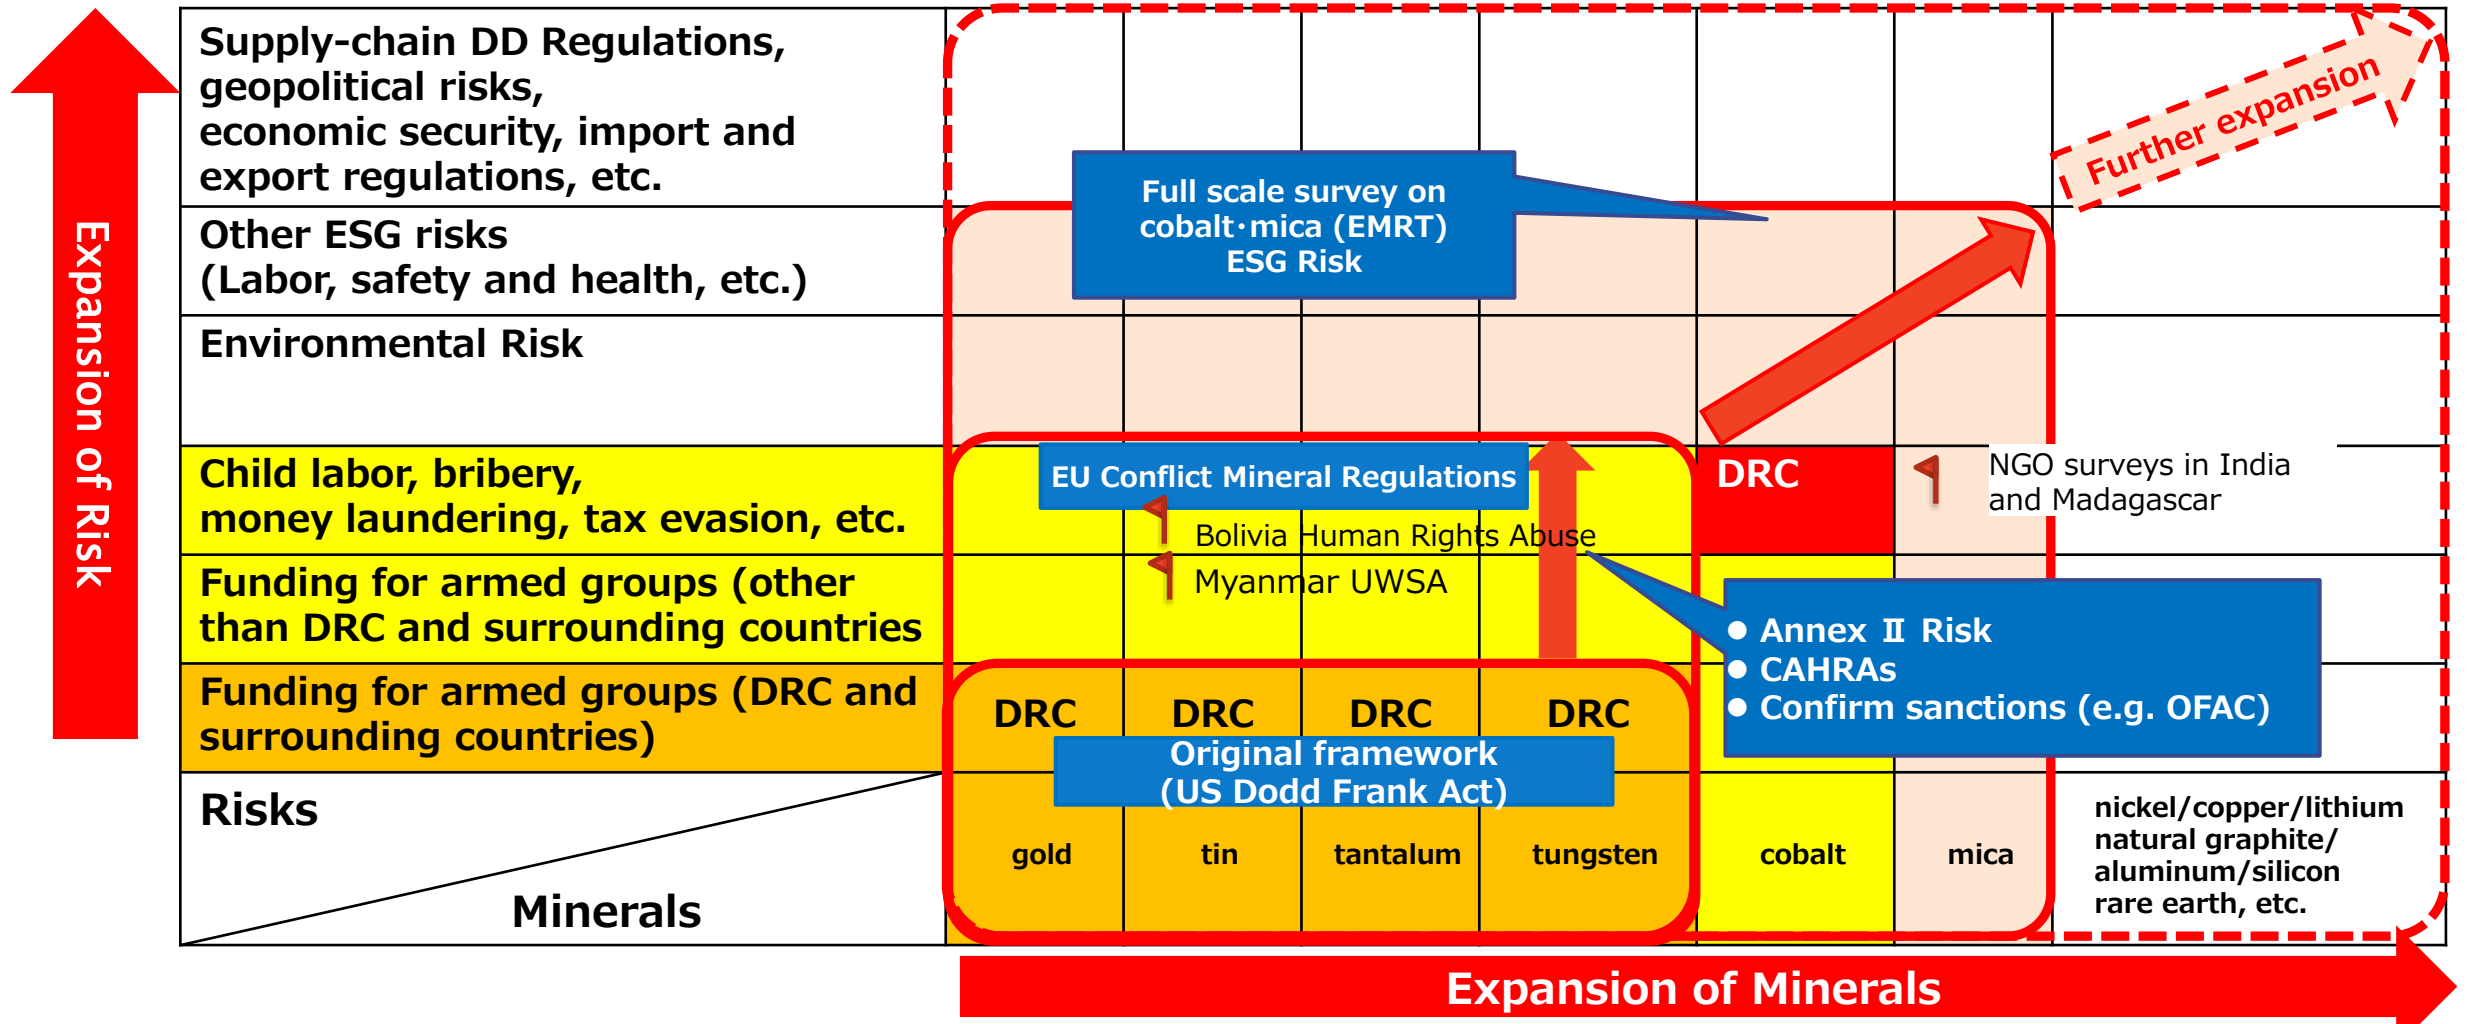 Expansion of Risk
Supply-chain DD Regulations,
geopolitical risks,
economic security, import and
export regulations, etc.
Further expansion
Full scale survey on
cobalt･mica (EMRT)
ESG Risk
Other ESG risks
(Labor, safety and health, etc.)
Environmental Risk
Child labor, bribery,
money laundering, tax evasion, etc.
EU Conflict Mineral Regulations
Bolivia Human Rights Abuse
DRC
NGO surveys in India
and Madagascar
Funding for armed groups (other
than DRC and surrounding countries
Myanmar UWSA
● Annex Ⅱ Risk
● CAHRAs
● Confirm sanctions (e.g. OFAC)
Funding for armed groups (DRC and
surrounding countries)
DRC DRC DRC DRC
Original framework
(US Dodd Frank Act)
Risks
Minerals
gold tin tantalum tungsten cobalt mica
nickel/copper/lithium
natural graphite/
aluminum/silicon
rare earth, etc.
Expansion of Minerals